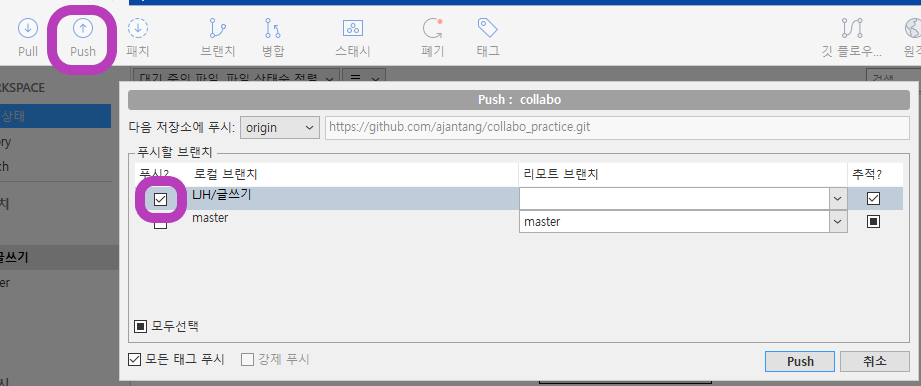 Pull Push 패치 브랜치 병합 스태시 폐기 태그 깃 플로우... 원격
대기 중인 파일, 파일 상태순 정렬 검색
RKSPACE
상태
ory
ch
치
글쓰기
er
시
Push : collabo
다음 저장소에 푸시: origin https://github.com/ajantang/collabo_practice.git
푸시할 브랜치
푸시? 로컬 브랜치 리모트 브랜치 추적?
IJH/글쓰기
master master
모두선택
모든 태그 푸시 강제 푸시
Push 취소